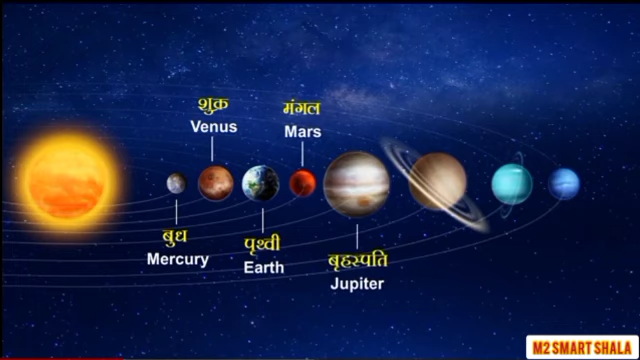 शुक्र
Venus
मंगल
Mars
बुध
Mercury
पृथ्वी
Earth
बृहस्पति
Jupiter
M2 SMART SHALA